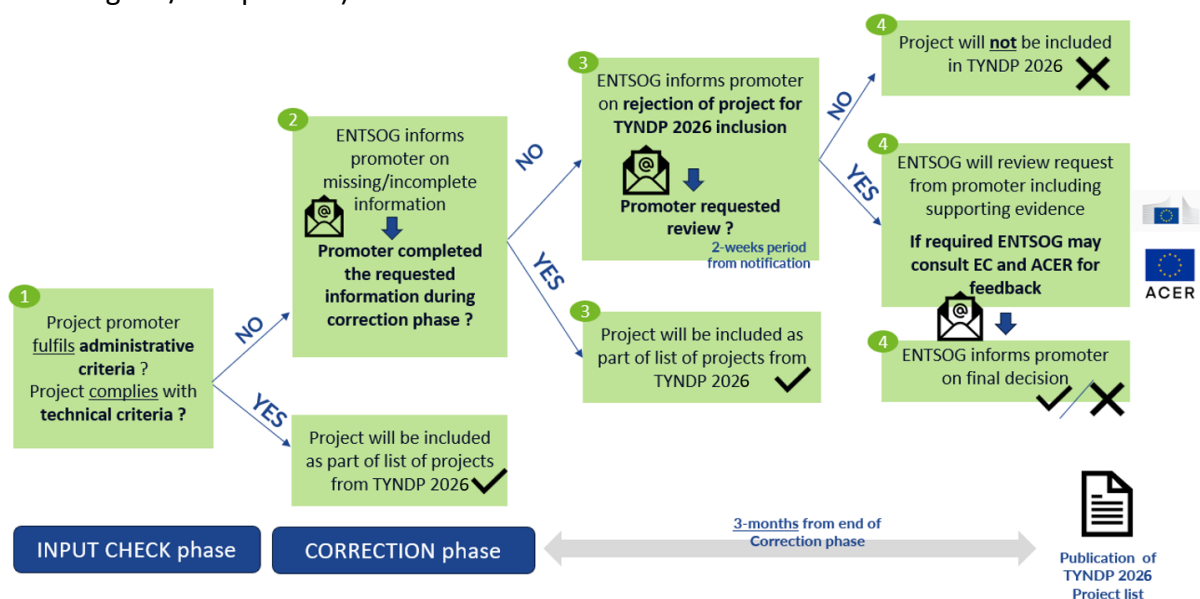 1
Project promoter
fulfils administrative
criteria ?
Project complies with
technical criteria ?
NO
YES
2
ENTSOG informs
promoter on
missing/incomplete
information
@
Promoter completed
the requested
information during
correction phase ?
Project will be included
as part of list of projects
from TYNDP 2026
NO
YES
3
ENTSOG informs promoter
on rejection of project for
TYNDP 2026 inclusion
@
Promoter requested
review ?
2-weeks period
from notification
3
Project will be included as
part of list of projects from
TYNDP 2026
NO
YES
4
Project will not be included
in TYNDP 2026
4
ENTSOG will review request
from promoter including
supporting evidence
If required ENTSOG may
consult EC and ACER for
feedback
@
ACER
4
ENTSOG informs promoter
on final decision
INPUT CHECK phase
CORRECTION phase
3-months from end of
Correction phase
Publication of
TYNDP 2026
Project list